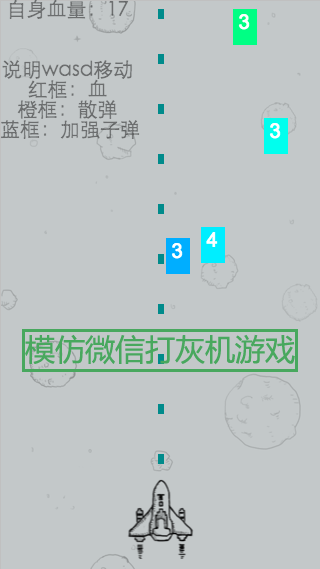 自身血量：17
3
说明wasd移动
红框：血
橙框：散弹
蓝框：加强子弹
3
4
3
模仿微信打灰机游戏